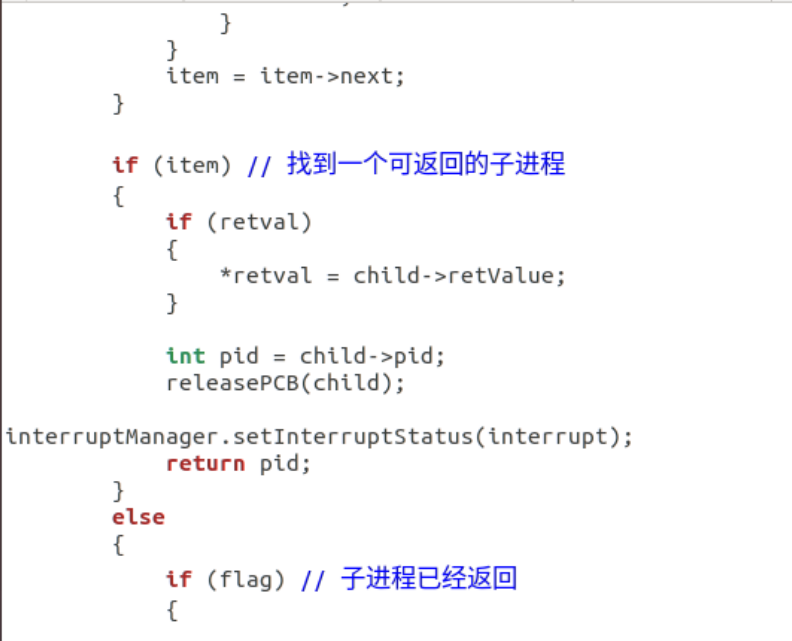 }
            }
            item = item->next;
        }

        if (item) // 找到一个可返回的子进程
        {
            if (retval)
            {
                *retval = child->retValue;
            }

            int pid = child->pid;
            releasePCB(child);

interruptManager.setInterruptStatus(interrupt);
            return pid;
        }
        else
        {
            if (flag) // 子进程已经返回
            {